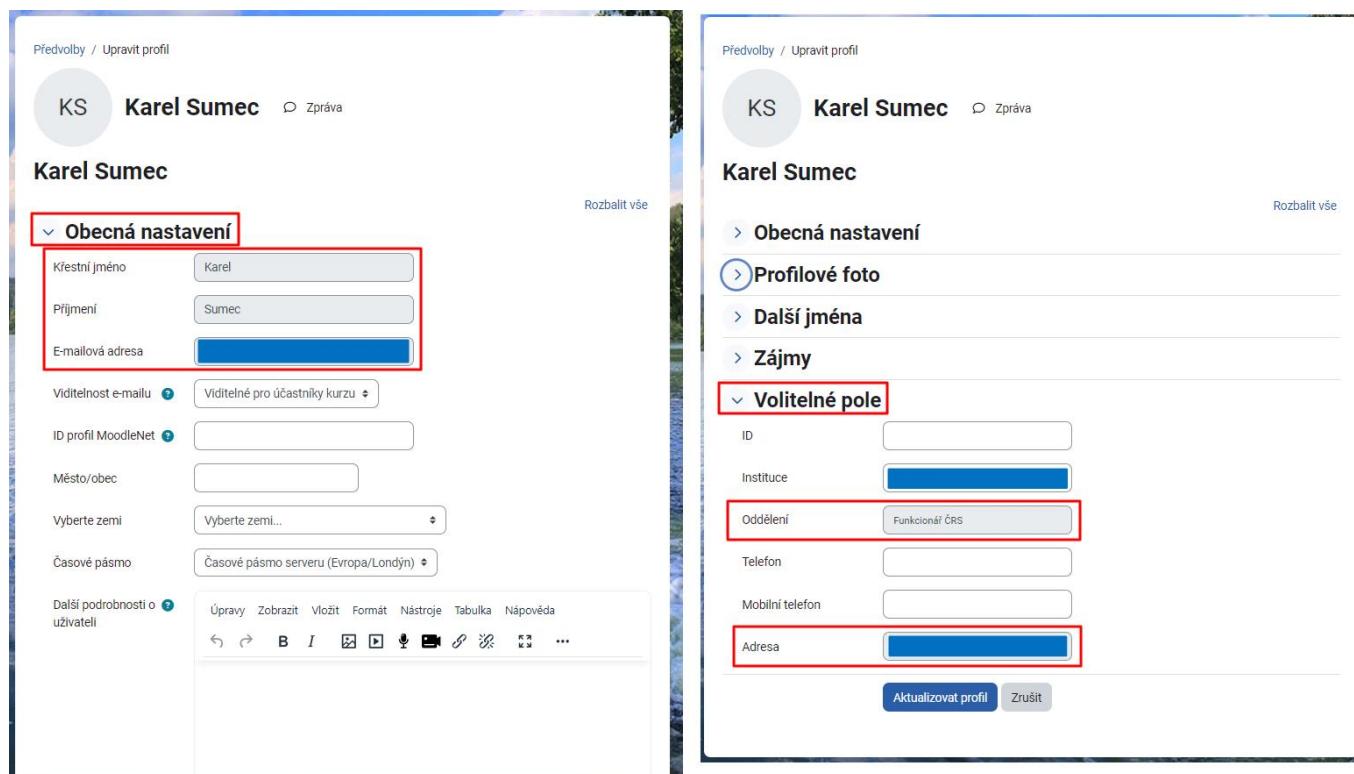 Předvolby / Upravit profil
KS Karel Sumec Zpráva
Karel Sumec
Rozbalit vše
Obecná nastavení
Křestní jméno Karel
Příjmení Sumec
E-mailová adresa
Viditelnost e-mailu ? Viditelné pro účastníky kurzu
ID profil MoodleNet ?
Město/obec
Vyberte zemi Vyberte zemi...
Časové pásmo Časové pásmo serveru (Evropa/Londýn)
Další podrobnosti o ?
uživateli
Úpravy Zobrazit Vložit Formát Nástroje Tabulka Nápověda
B I
Předvolby / Upravit profil
KS Karel Sumec Zpráva
Karel Sumec
Rozbalit vše
Obecná nastavení
Profilové foto
Další jména
Zájmy
Volitelné pole
ID
Instituce
Oddělení Funkcionář ČRS
Telefon
Mobilní telefon
Adresa
Aktualizovat profil Zrušit